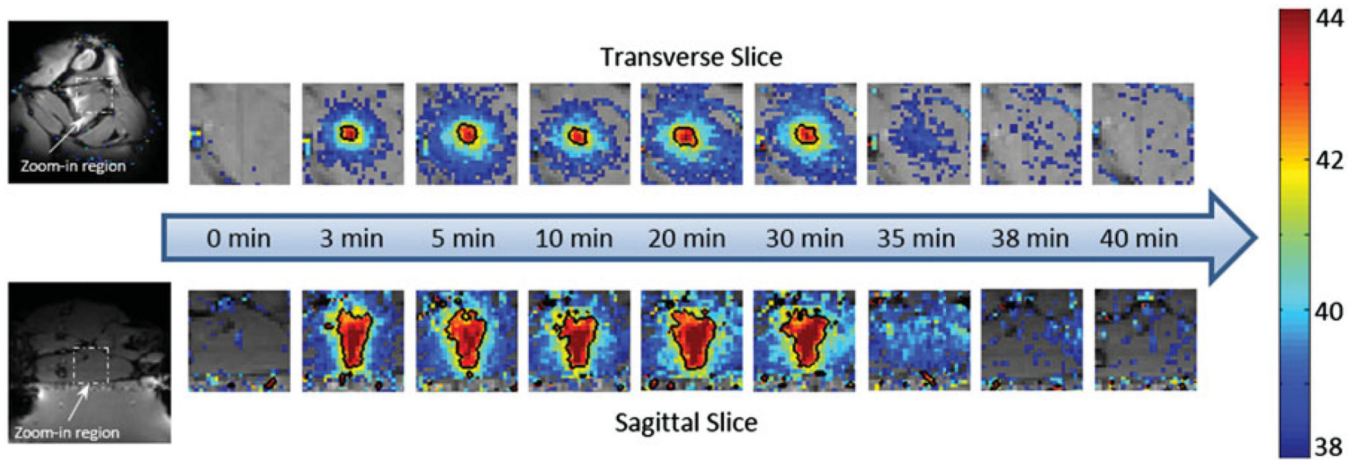 Transverse Slice
Zoom-in region
0 min 3 min 5 min 10 min 20 min 30 min 35 min 38 min 40 min
Zoom-in region
Sagittal Slice
44
42
40
38